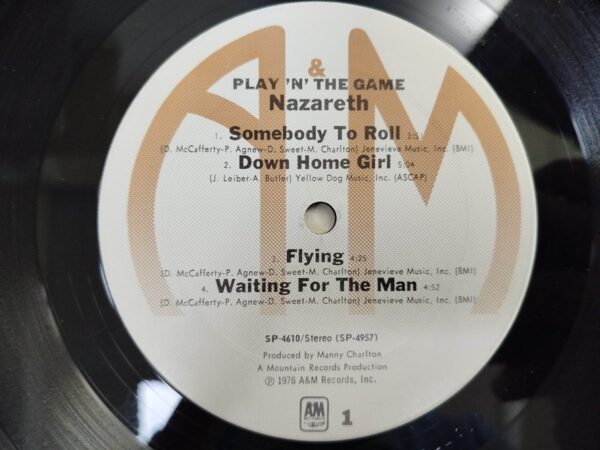 &
PLAY 'N' THE GAME
Nazareth
1. Somebody To Roll 3:51
(D. McCafferty-P. Agnew-D. Sweet-M. Charlton) Jenevieve Music, Inc. (BMI)
2. Down Home Girl 5:04
(J. Leiber-A. Butler) Yellow Dog Music, Inc. (ASCAP)
3. Flying 4:25
(D. McCafferty-P. Agnew-D. Sweet-M. Charlton) Jenevieve Music, Inc. (BMI)
4. Waiting For The Man 4:52
(D. McCafferty-P. Agnew-D. Sweet-M. Charlton) Jenevieve Music, Inc. (BMI)
SP-4610/Stereo (SP-4957)
Produced by Manny Charlton
A Mountain Records Production
℗ 1976 A&M Records, Inc.
AM
RECORDS
1